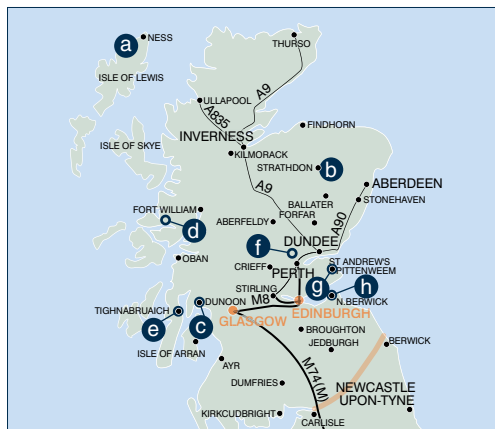 NESS
a
THURSO
ISLE OF LEWIS
A9
ULLAPOOL
A835
FINDHORN
INVERNESS
ISLE OF SKYE
KILMORACK
STRATHDON
b
A9
ABERDEEN
BALLATER
STONEHAVEN
FORT WILLIAM
FORFAR
ABERFELDY
A90
d
DUNDEE
f
OBAN
CRIEFF
PERTH
ST ANDREW'S
PITTENWEEM
STIRLING
g
h
M8
N.BERWICK
TIGHNABRUAICH
DUNOON
EDINBURGH
GLASGOW
e
c
BROUGHTON
ISLE OF ARRAN
JEDBURGH
BERWICK
AYR
M74(M)
DUMFRIES
NEWCASTLE
UPON-TYNE
KIRKCUDBRIGHT
CARLISLE